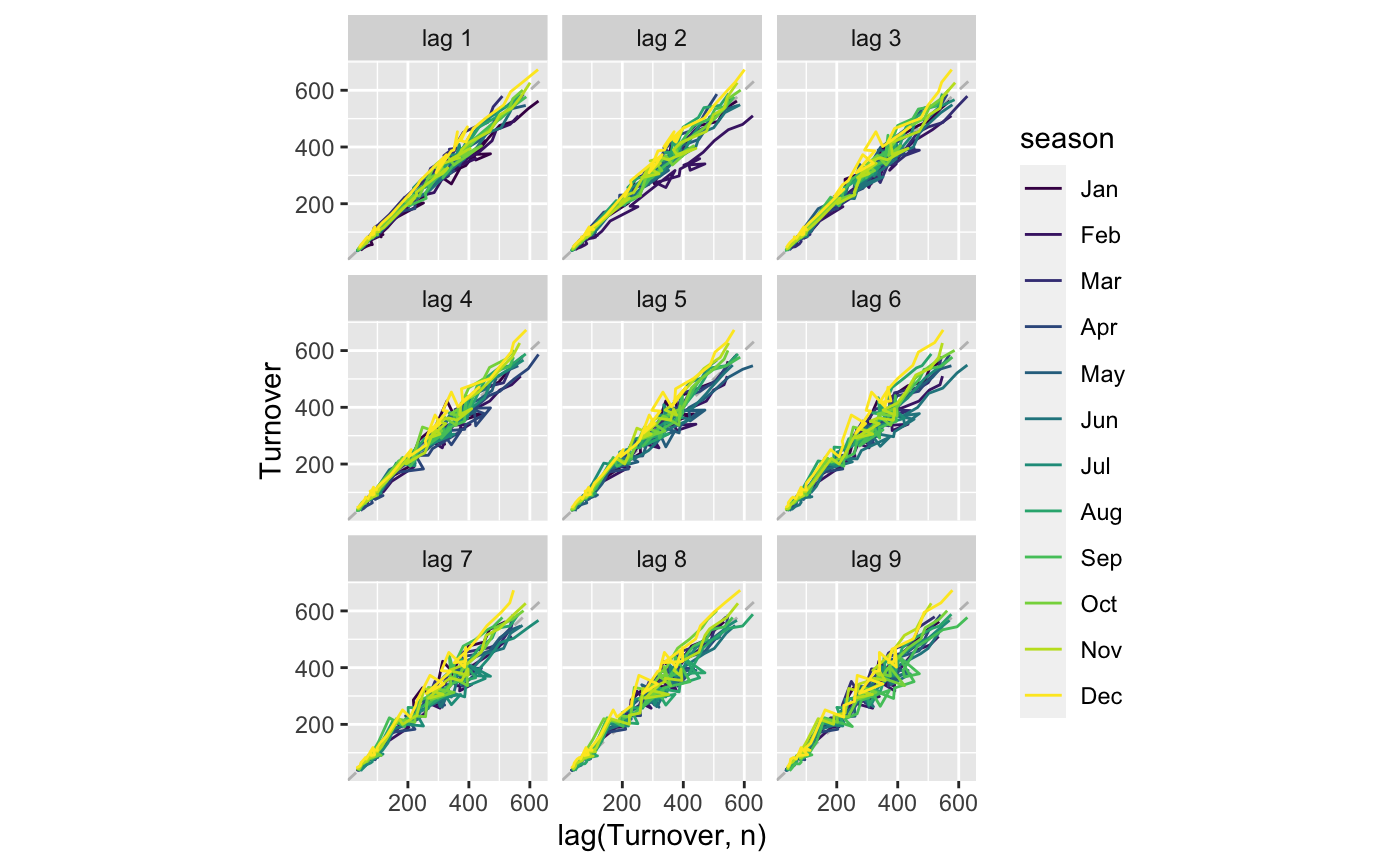 lag 1 lag 2 lag 3
600
400
200
lag 4 lag 5 lag 6
600
400
200
lag 7 lag 8 lag 9
600
400
200
200 400 600 200 400 600 200 400 600
lag(Turnover, n)
Turnover
season
Jan
Feb
Mar
Apr
May
Jun
Jul
Aug
Sep
Oct
Nov
Dec